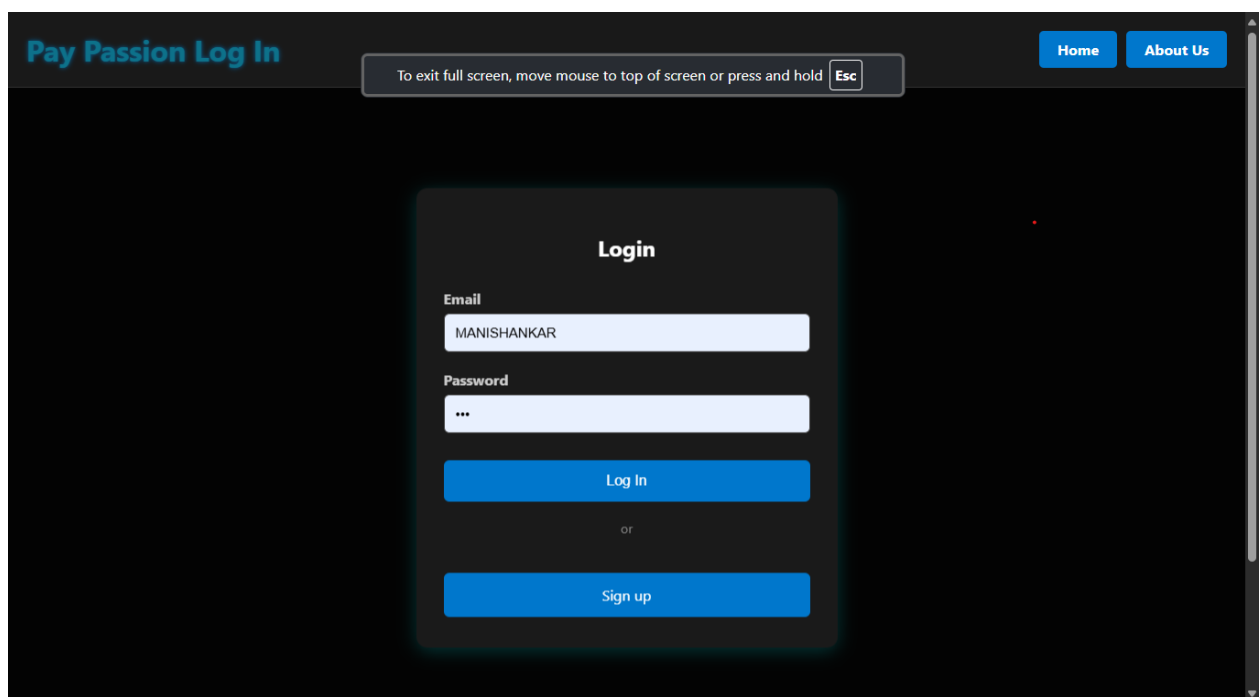 Pay Passion Log In
Home
About Us
To exit full screen, move mouse to top of screen or press and hold Esc
Login
Email
MANISHANKAR
Password
•••
Log In
or
Sign up